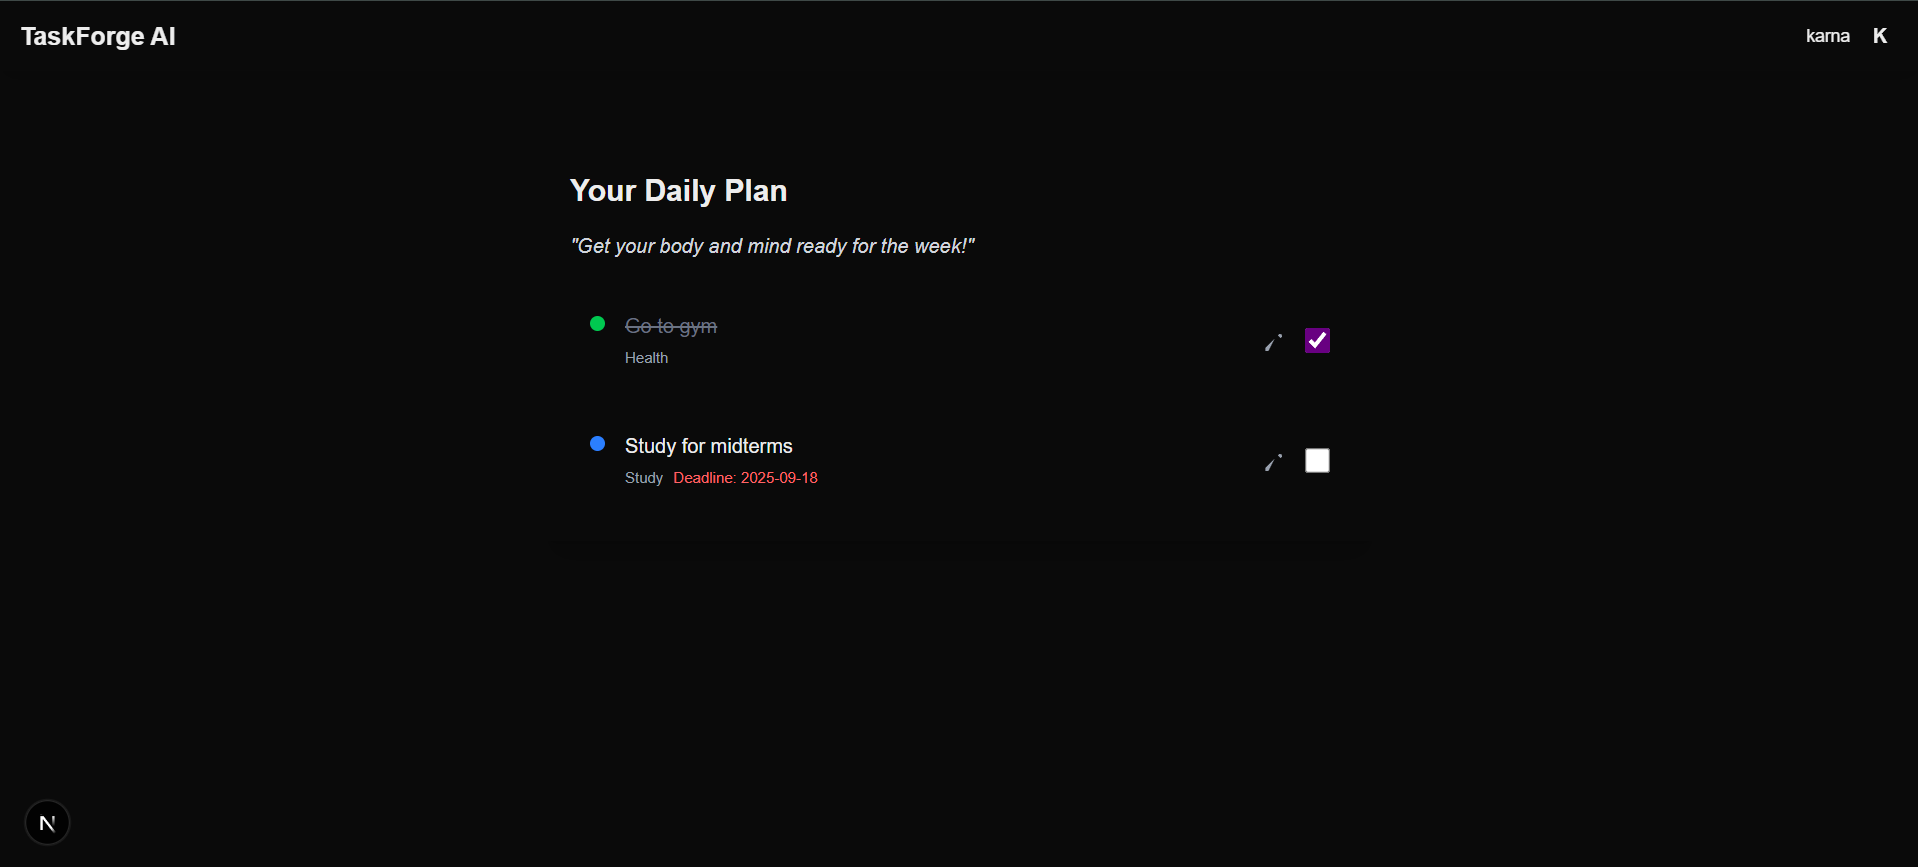 TaskForge AI
karna
K
Your Daily Plan
"Get your body and mind ready for the week!"
Go to gym
Health
Study for midterms
Study Deadline: 2025-09-18
N